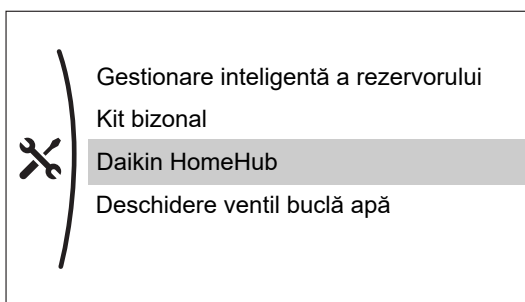 Gestionare inteligentă a rezervorului
Kit bizonal
Daikin HomeHub
Deschidere ventil buclă apă